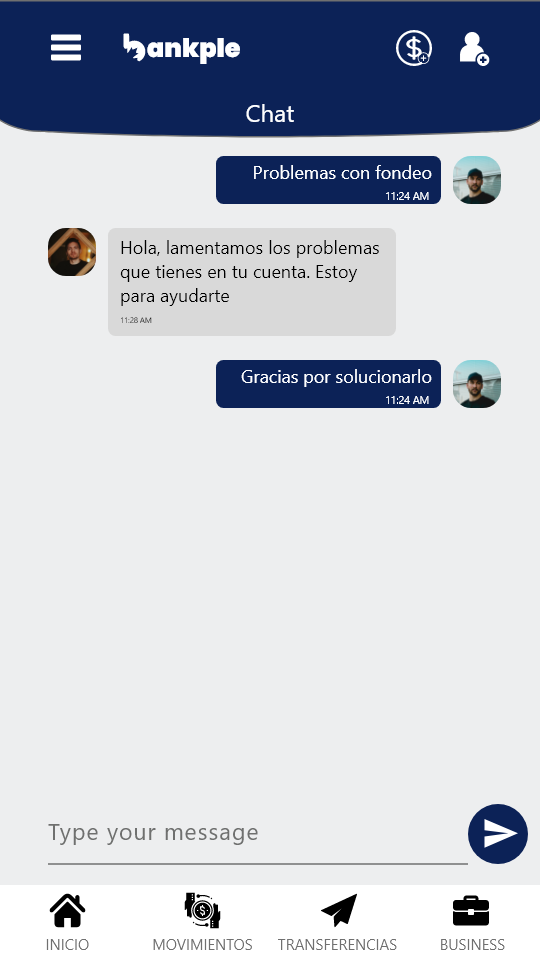 bankple
Chat
Problemas con fondeo
11:24 AM
Hola, lamentamos los problemas
que tienes en tu cuenta. Estoy
para ayudarte
11:28 AM
Gracias por solucionarlo
11:24 AM
Type your message
INICIO
MOVIMIENTOS
TRANSFERENCIAS
BUSINESS